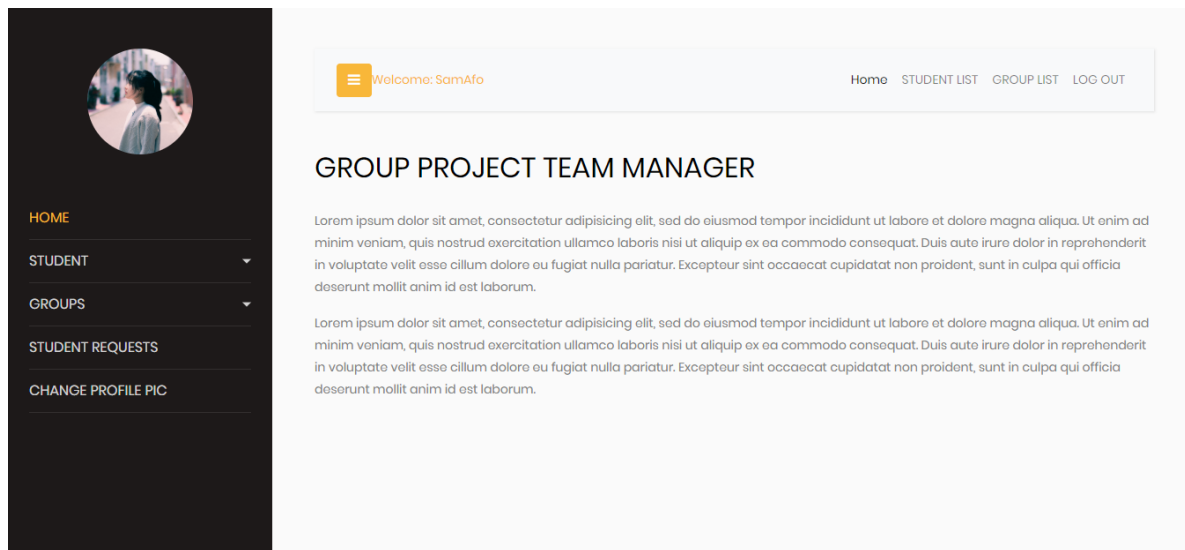 HOME
STUDENT
GROUPS
STUDENT REQUESTS
CHANGE PROFILE PIC
Welcome: SamAfo
Home STUDENT LIST GROUP LIST LOG OUT
GROUP PROJECT TEAM MANAGER
Lorem ipsum dolor sit amet, consectetur adipisicing elit, sed do eiusmod tempor incididunt ut labore et dolore magna aliqua. Ut enim ad
minim veniam, quis nostrud exercitation ullamco laboris nisi ut aliquip ex ea commodo consequat. Duis aute irure dolor in reprehenderit
in voluptate velit esse cillum dolore eu fugiat nulla pariatur. Excepteur sint occaecat cupidatat non proident, sunt in culpa qui officia
deserunt mollit anim id est laborum.
Lorem ipsum dolor sit amet, consectetur adipisicing elit, sed do eiusmod tempor incididunt ut labore et dolore magna aliqua. Ut enim ad
minim veniam, quis nostrud exercitation ullamco laboris nisi ut aliquip ex ea commodo consequat. Duis aute irure dolor in reprehenderit
in voluptate velit esse cillum dolore eu fugiat nulla pariatur. Excepteur sint occaecat cupidatat non proident, sunt in culpa qui officia
deserunt mollit anim id est laborum.